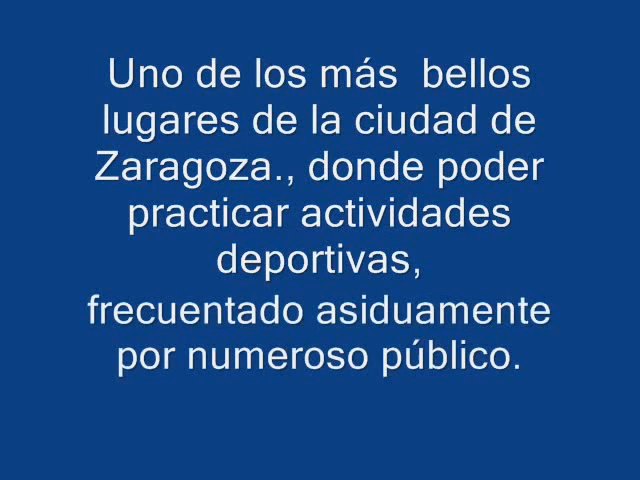 Uno de los más  bellos
lugares de la ciudad de
Zaragoza., donde poder
practicar actividades
deportivas,
frecuentado asiduamente
por numeroso público.